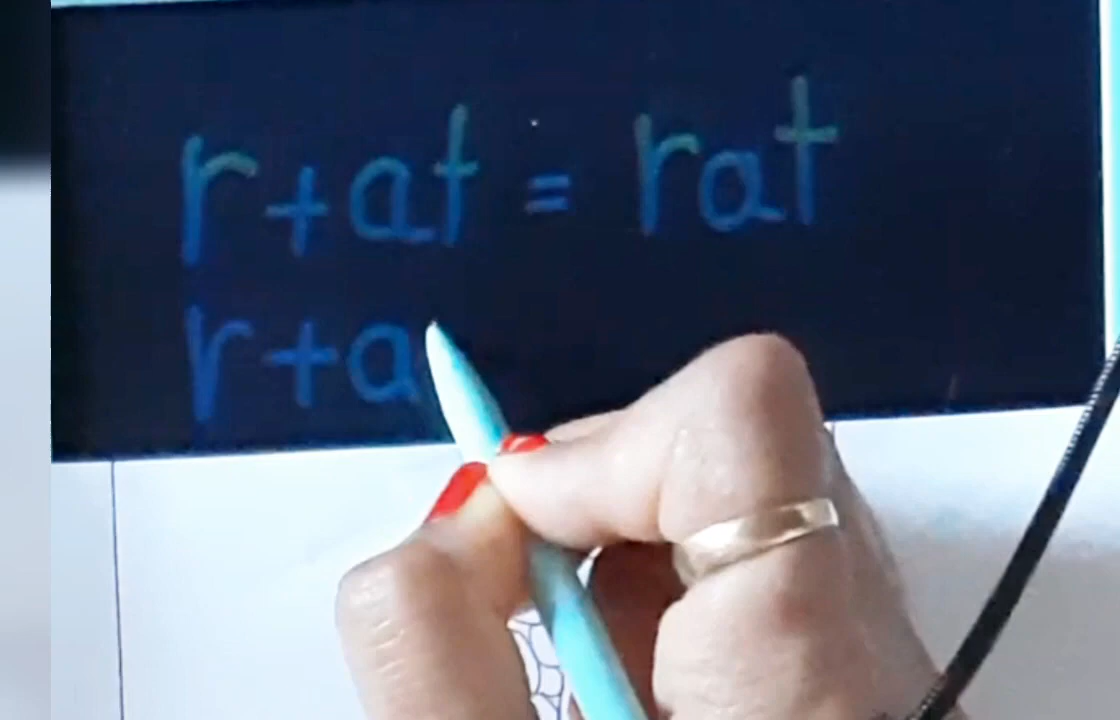 r+at = rat
r+a